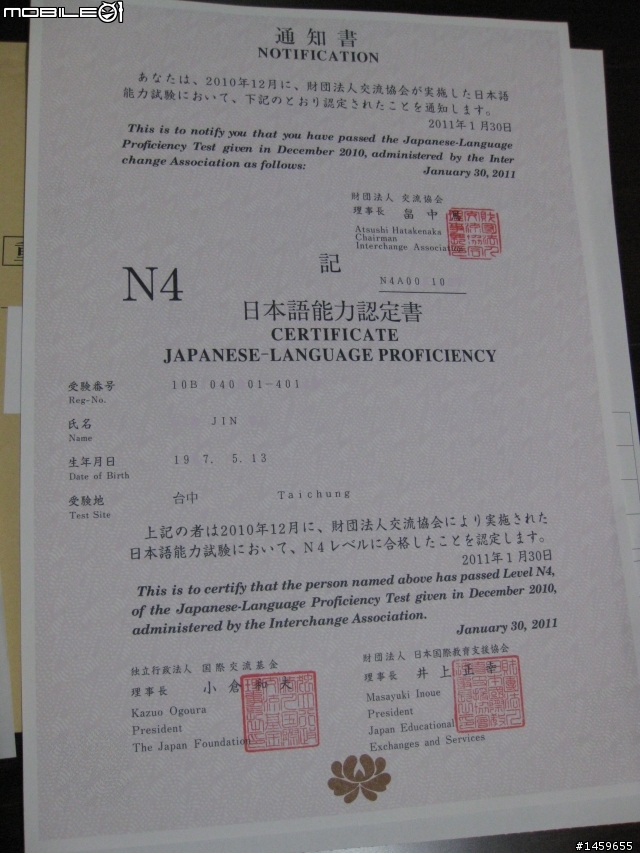 MOBILE01
通知書
NOTIFICATION
あなたは、2010年12月に、財団法人交流協会が実施した日本語
能力試験において、下記のとおり認定されたことを通知します。
2011年1月30日
This is to notify you that you have passed the Japanese-Language
Proficiency Test given in December 2010, administered by the Inter
change Association as follows:
January 30, 2011
財団法人 交流協会
理事長 畠中
Atsushi Hatakenaka
Chairman
Interchange Association
記
N4
N4A00 10
日本語能力認定書
CERTIFICATE
JAPANESE-LANGUAGE PROFICIENCY
受験番号 10B 040 01-401
Reg-No.
氏名 JIN
Name
生年月日 19 7. 5.13
Date of Birth
受験地 台中 Taichung
Test Site
上記の者は2010年12月に、財団法人交流協会により実施された
日本語能力試験において、N4レベルに合格したことを認定します。
2011年1月30日
This is to certify that the person named above has passed Level N4,
of the Japanese-Language Proficiency Test given in December 2010,
administered by the Interchange Association.
January 30, 2011
独立行政法人 国際交流基金
理事長 小倉和夫
Kazuo Ogoura
President
The Japan Foundation
財団法人 日本国際教育支援協会
理事長 井上正幸
Masayuki Inoue
President
Japan Educational
Exchanges and Services
#1459655